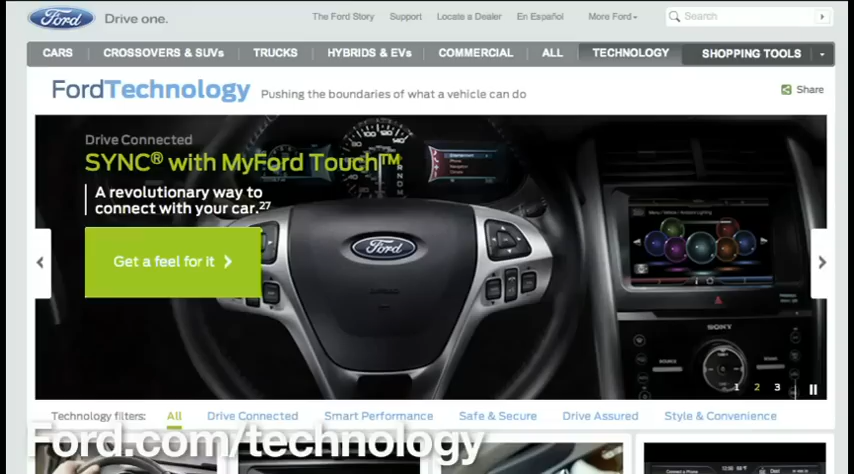 Ford Drive one.
The Ford Story Support Locate a Dealer En Español More Ford Search
CARS CROSSOVERS & SUVs TRUCKS HYBRIDS & EVs COMMERCIAL ALL TECHNOLOGY SHOPPING TOOLS
FordTechnology Pushing the boundaries of what a vehicle can do
Share
Drive Connected
SYNC® with MyFord Touch™
A revolutionary way to
connect with your car.27
Get a feel for it
Ford
SONY
1 2 3
Technology filters: All Drive Connected Smart Performance Safe & Secure Drive Assured Style & Convenience
Ford.com/technology